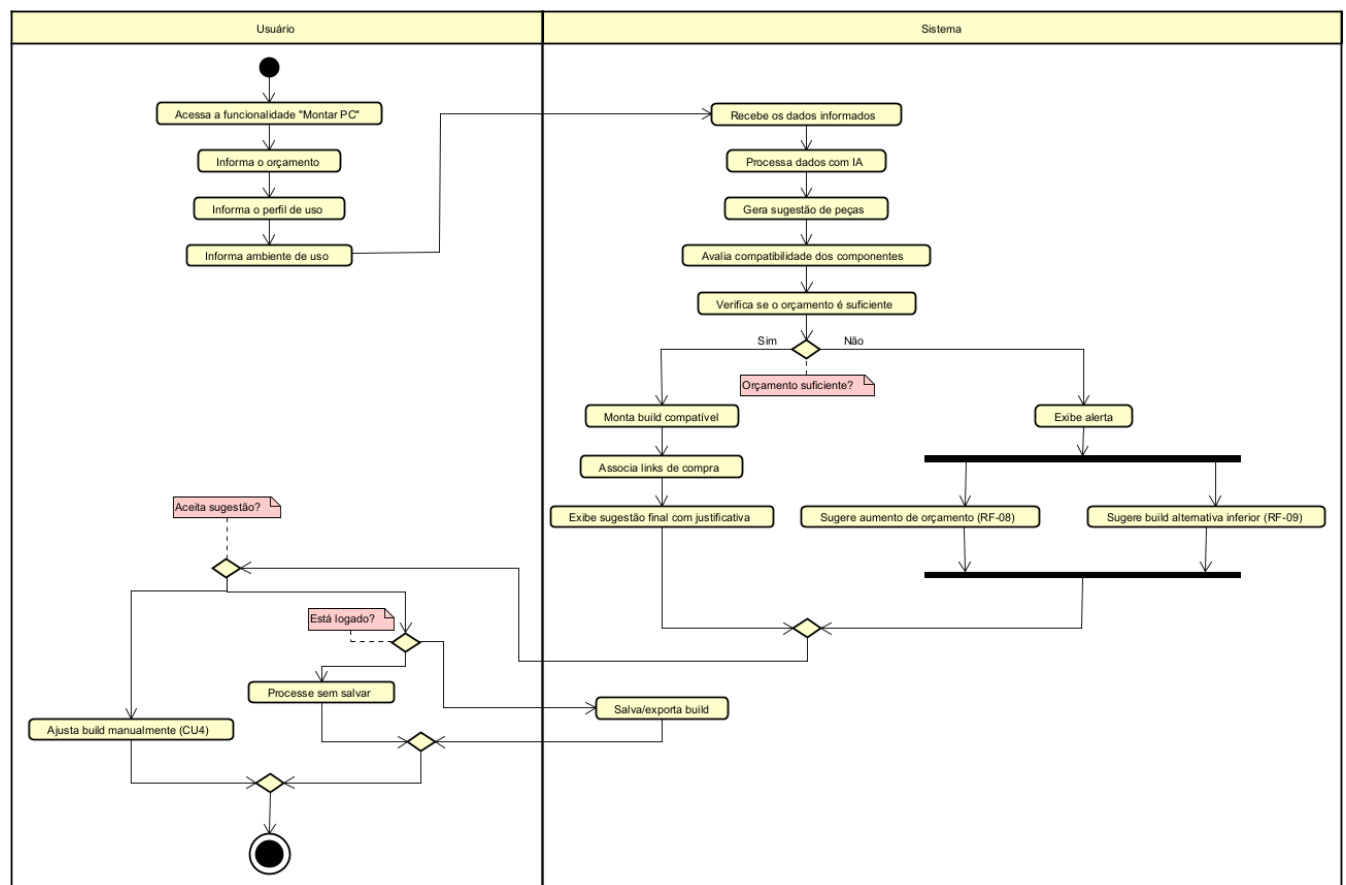 Usuário
Sistema
Acessa a funcionalidade "Montar PC"
Informa o orçamento
Informa o perfil de uso
Informa ambiente de uso
Recebe os dados informados
Processa dados com IA
Gera sugestão de peças
Avalia compatibilidade dos componentes
Verifica se o orçamento é suficiente
Sim
Não
Orçamento suficiente?
Monta build compatível
Exibe alerta
Associa links de compra
Exibe sugestão final com justificativa
Sugere aumento de orçamento (RF-08)
Sugere build alternativa inferior (RF-09)
Aceita sugestão?
Está logado?
Processe sem salvar
Salva/exporta build
Ajusta build manualmente (CU4)